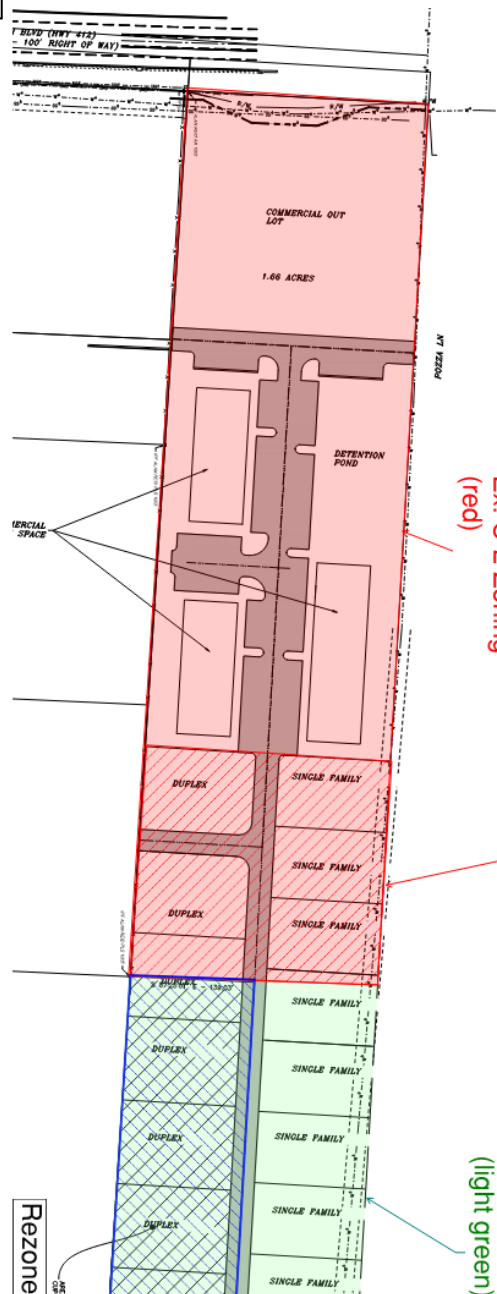 BLVD (HWY 412)
100' RIGHT OF WAY)
R/W
COMMERCIAL OUT
LOT
1.66 ACRES
POZZA LN
DETENTION
POND
(red)
ERCIAL
SPACE
DUPLEX
SINGLE FAMILY
SINGLE FAMILY
DUPLEX
SINGLE FAMILY
DUPLEX
SINGLE FAMILY
DUPLEX
SINGLE FAMILY
DUPLEX
SINGLE FAMILY
(light green)
DUPLEX
SINGLE FAMILY
Rezone
SINGLE FAMILY